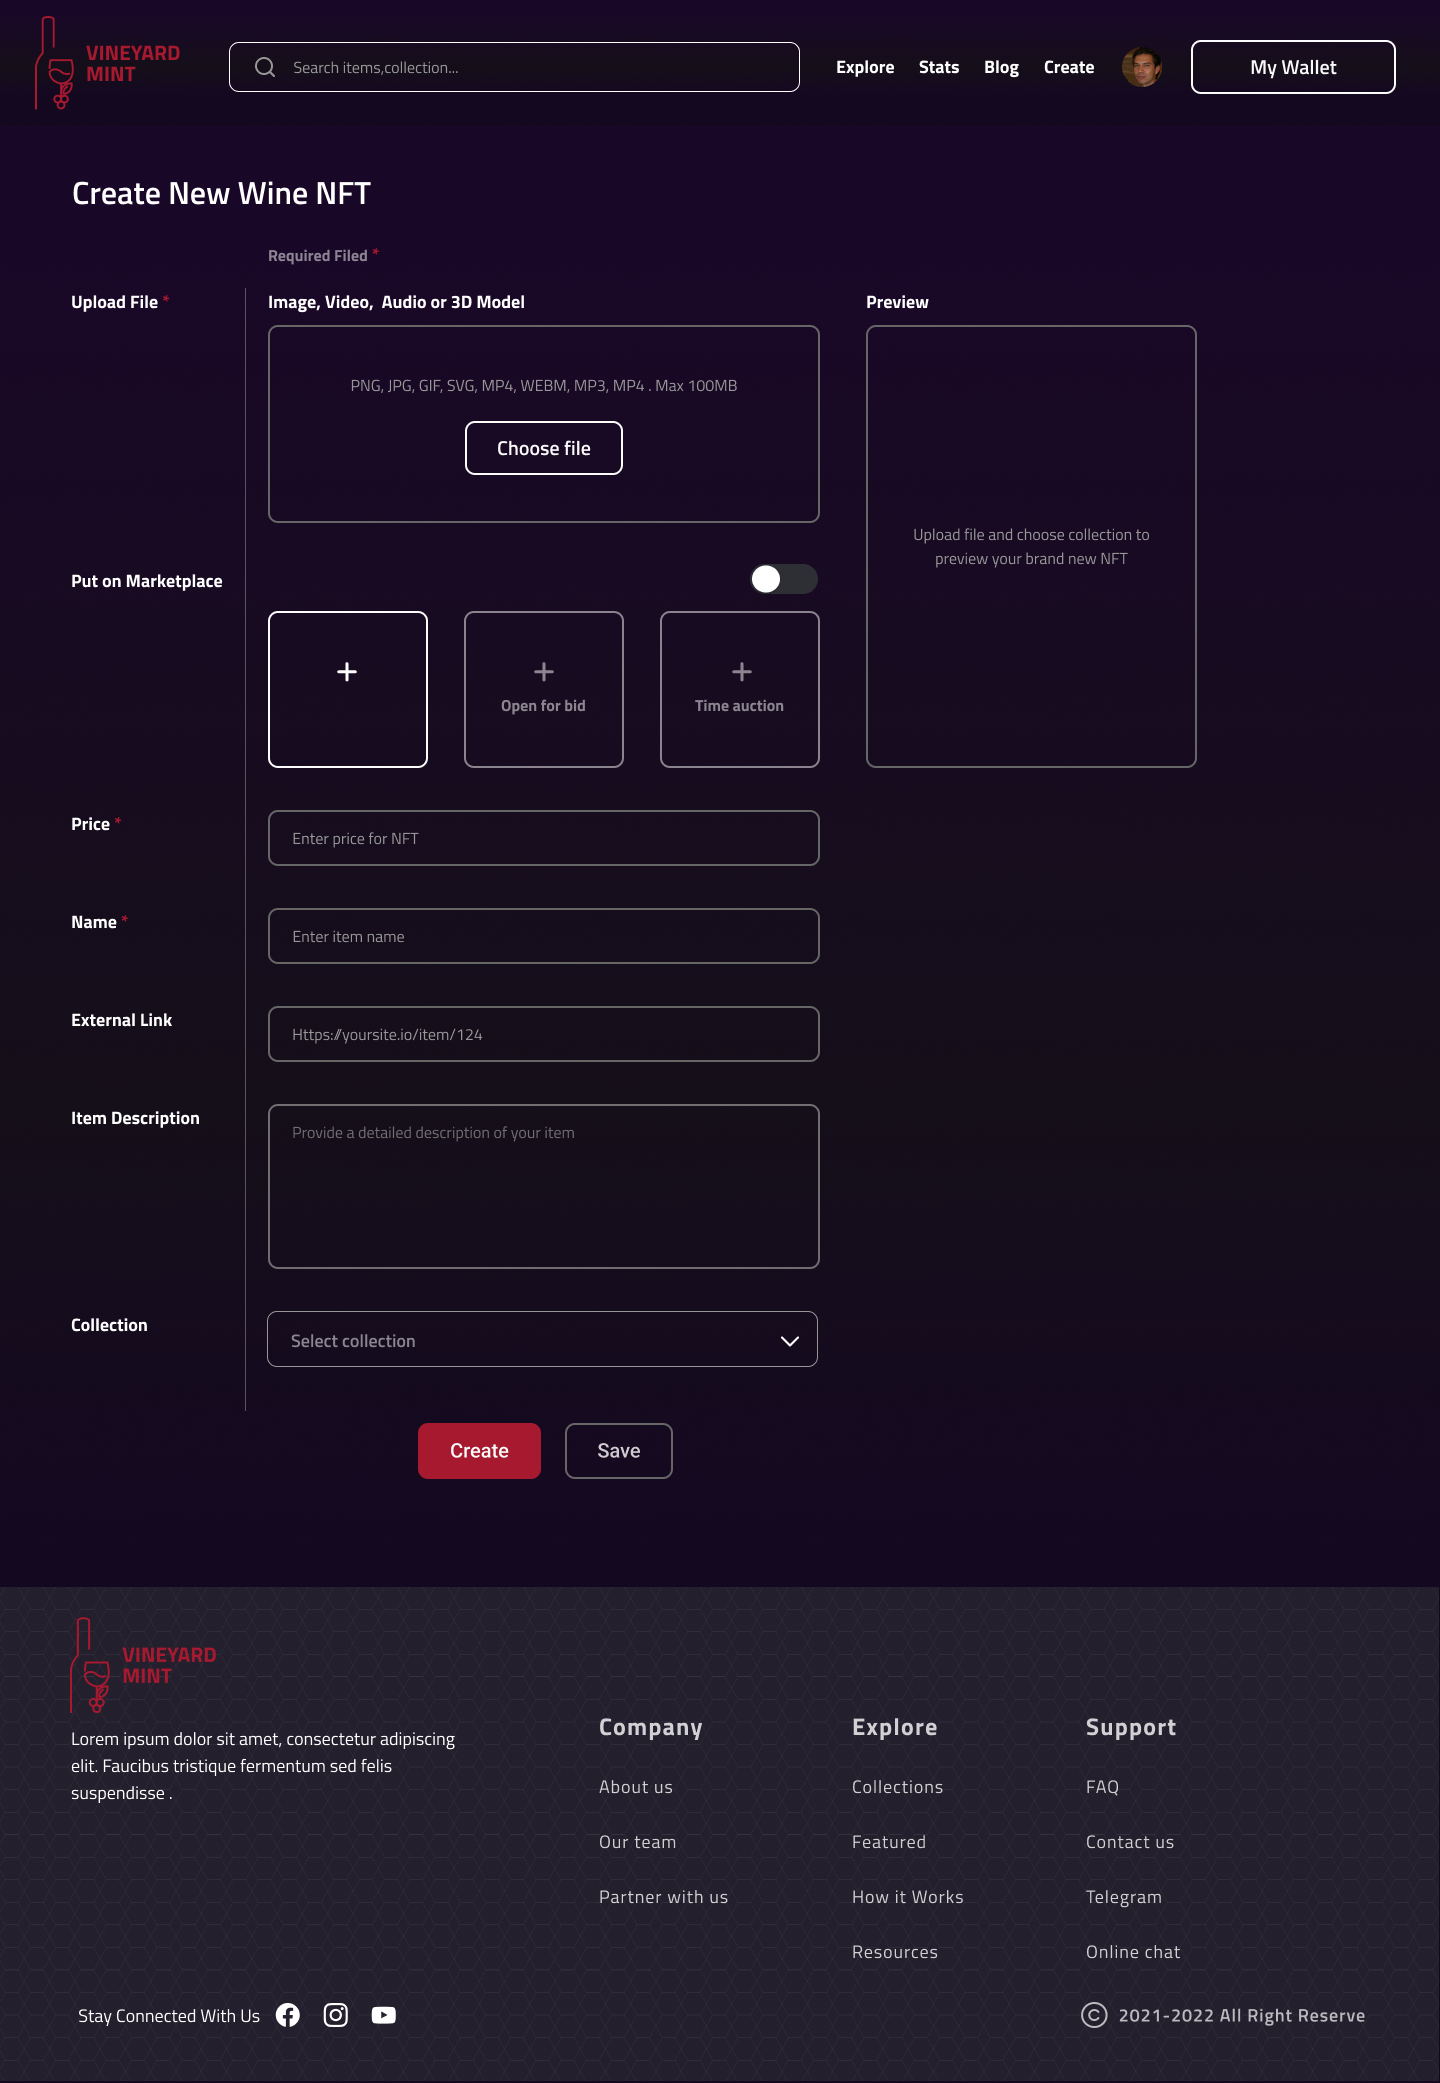 VINEYARD
MINT
Search items,collection...
Explore
Stats
Blog
Create
My Wallet
Create New Wine NFT
Required Filed *
Upload File *
Image, Video,  Audio or 3D Model
Preview
PNG, JPG, GIF, SVG, MP4, WEBM, MP3, MP4 . Max 100MB
Choose file
Upload file and choose collection to
preview your brand new NFT
Put on Marketplace
Open for bid
Time auction
Price *
Enter price for NFT
Name *
Enter item name
External Link
Https://yoursite.io/item/124
Item Description
Provide a detailed description of your item
Collection
Select collection
Create
Save
VINEYARD
MINT
Lorem ipsum dolor sit amet, consectetur adipiscing
elit. Faucibus tristique fermentum sed felis
suspendisse .
Company
About us
Our team
Partner with us
Explore
Collections
Featured
How it Works
Resources
Support
FAQ
Contact us
Telegram
Online chat
Stay Connected With Us
© 2021-2022 All Right Reserve